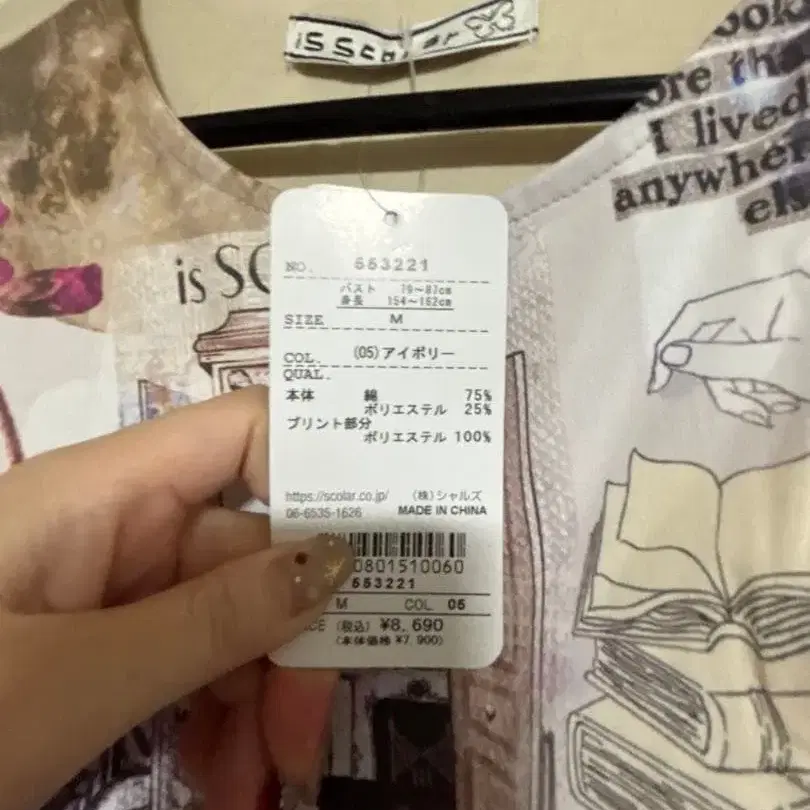 is ScoLar
ook
ore tha
I lived
anywher
els
is SC
NO. 553221
バスト 79~87cm
身長 154~162cm
SIZE M
COL. (05)アイボリー
QUAL.
本体 綿 75%
ポリエステル 25%
プリント部分
ポリエステル 100%
https://scolar.co.jp/ (株)シャルズ
06-6535-1626 MADE IN CHINA
0801510060
553221
M COL 05
CE (税込) ¥8,690
(本体価格 ¥7,900)